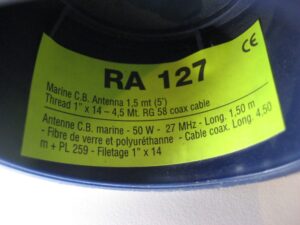 RA 127
CE
Marine C.B. Antenna 1,5 mt (5')
Thread 1" x 14 – 4,5 Mt. RG 58 coax cable
Antenne C.B. marine - 50 W - 27 MHz - Long. 1,50 m
- Fibre de verre et polyuréthanne - Cable coax. Long. 4,50
m + PL 259 - Filetage 1" x 14